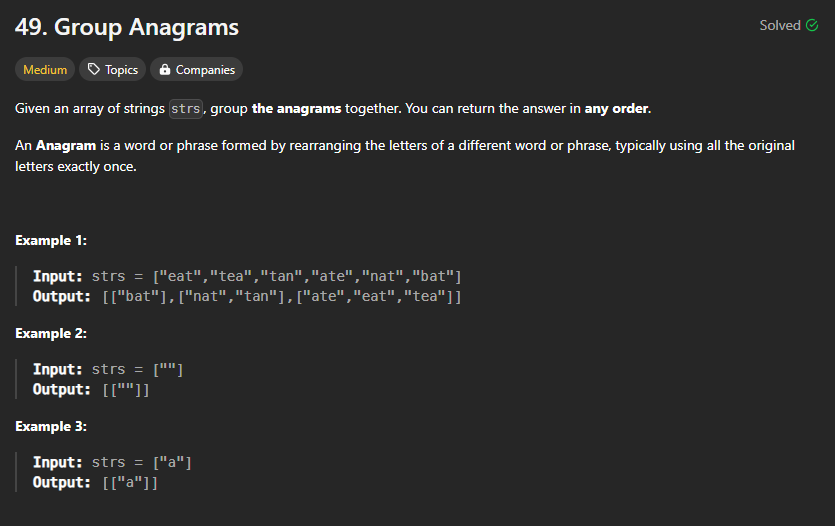 49. Group Anagrams
Solved
Medium
Topics
Companies
Given an array of strings strs, group the anagrams together. You can return the answer in any order.
An Anagram is a word or phrase formed by rearranging the letters of a different word or phrase, typically using all the original
letters exactly once.
Example 1:
Input: strs = ["eat","tea","tan","ate","nat","bat"]
Output: [["bat"],["nat","tan"],["ate","eat","tea"]]
Example 2:
Input: strs = [""]
Output: [[""]]
Example 3:
Input: strs = ["a"]
Output: [["a"]]